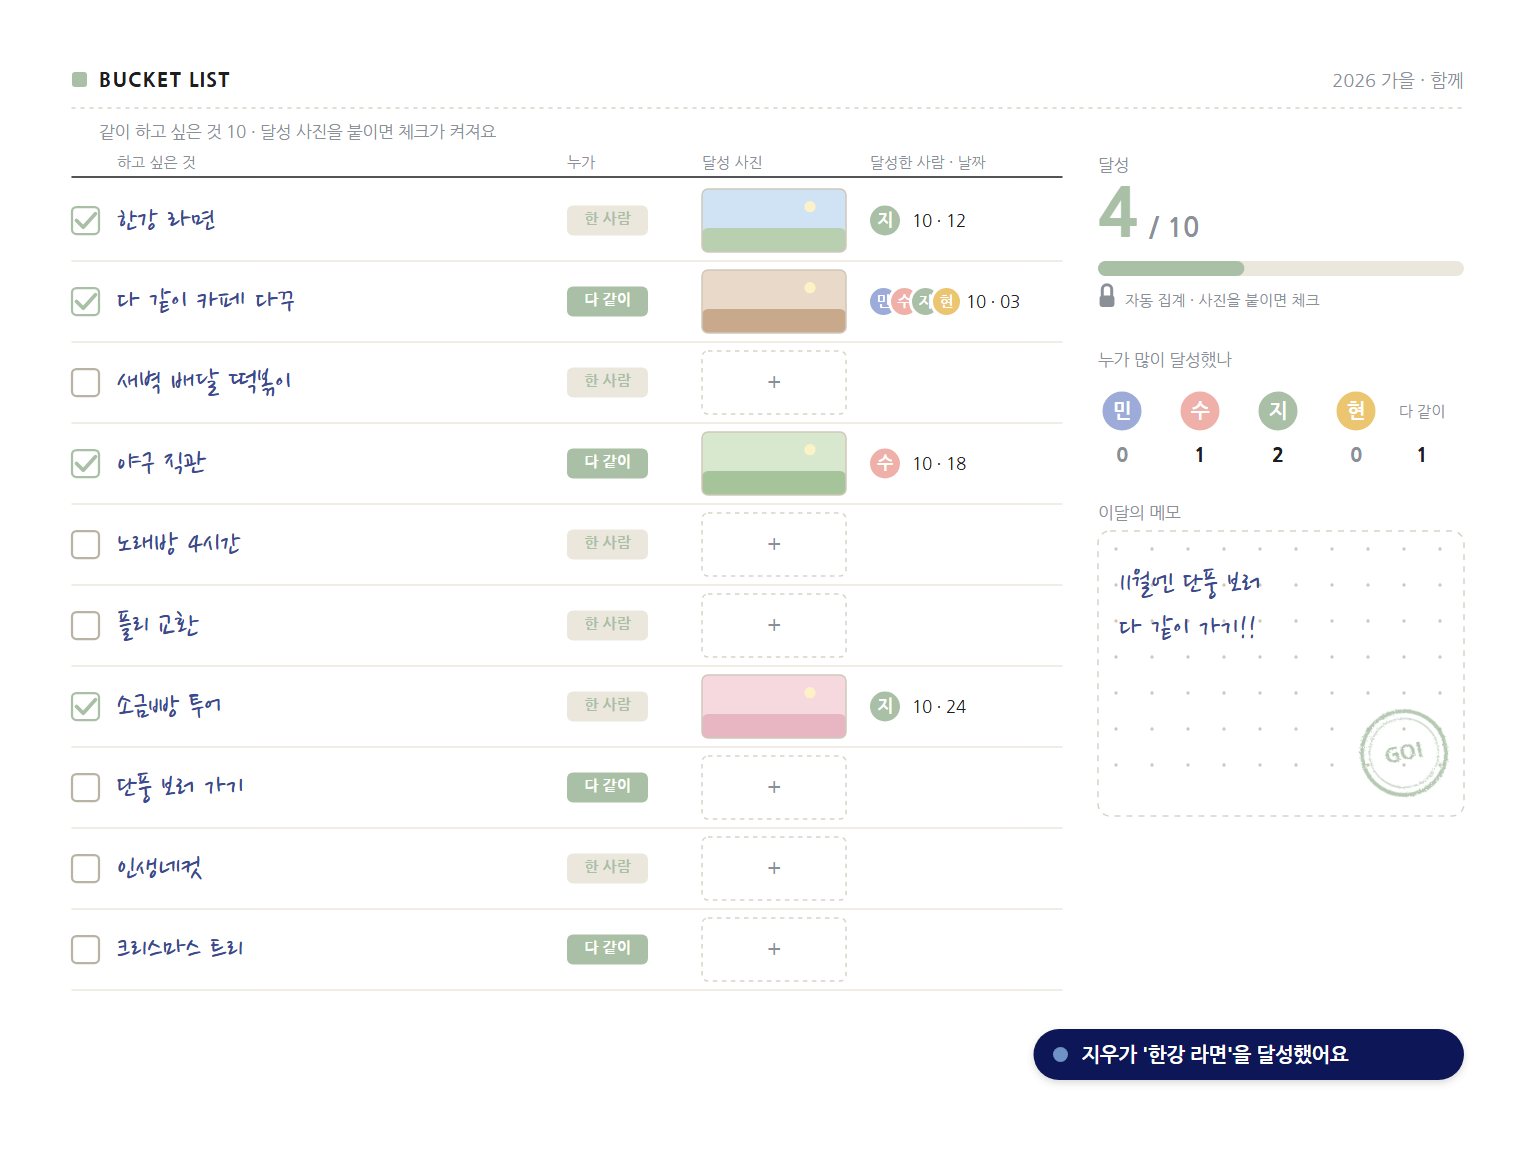 BUCKET LIST
2026 가을 · 함께
같이 하고 싶은 것 10 · 달성 사진을 붙이면 체크가 켜져요
하고 싶은 것 누가 달성 사진 달성한 사람 · 날짜
한강 라면 한 사람 지 10 · 12
다 같이 카페 다꾸 다 같이 민 수 지 현 10 · 03
새벽 배달 떡볶이 한 사람 +
야구 직관 다 같이 수 10 · 18
노래방 4시간 한 사람 +
플리 교환 한 사람 +
소금빵 투어 한 사람 지 10 · 24
단풍 보러 가기 다 같이 +
인생네컷 한 사람 +
크리스마스 트리 다 같이 +
달성
4 / 10
자동 집계 · 사진을 붙이면 체크
누가 많이 달성했나
민 수 지 현 다 같이
0 1 2 0 1
이달의 메모
11월엔 단풍 보러
다 같이 가기!!
GO!
지우가 '한강 라면'을 달성했어요